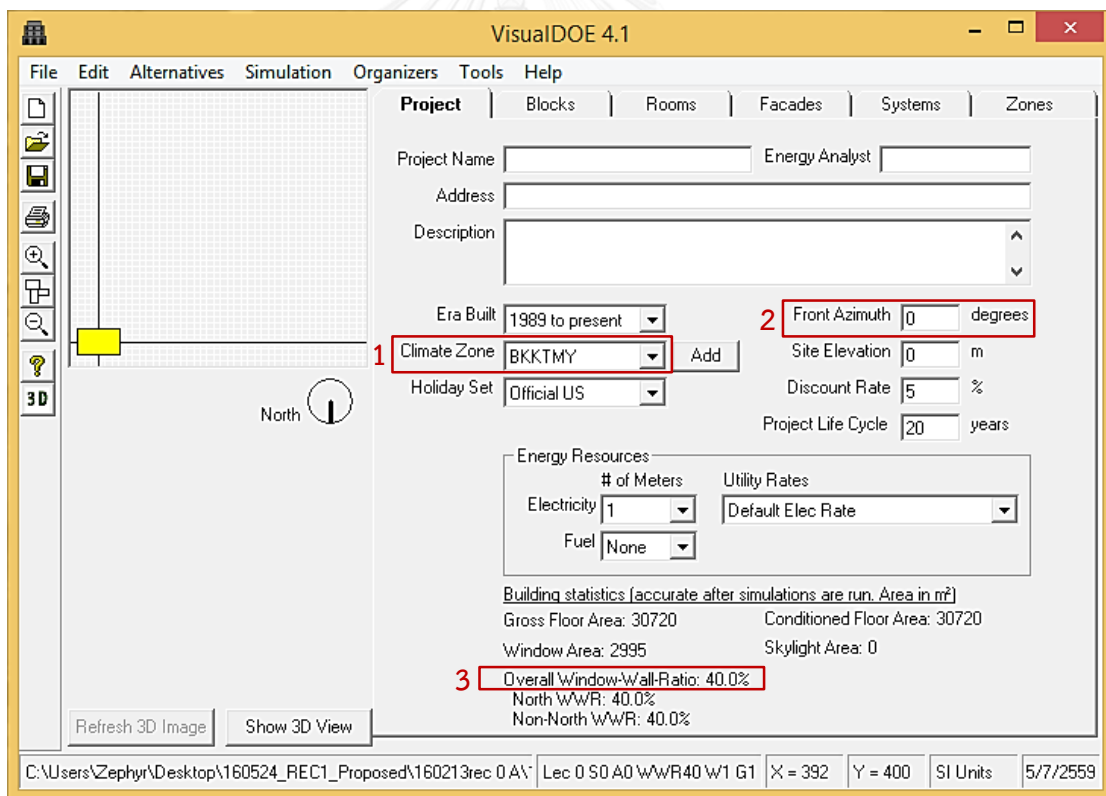 VisualDOE 4.1
File Edit Alternatives Simulation Organizers Tools Help
Project Blocks Rooms Facades Systems Zones
Project Name Energy Analyst
Address
Description
Era Built 1989 to present 2 Front Azimuth 0 degrees
1 Climate Zone BKKTMY Add Site Elevation 0 m
Holiday Set Official US Discount Rate 5 %
Project Life Cycle 20 years
3D
North
Energy Resources
# of Meters Utility Rates
Electricity 1 Default Elec Rate
Fuel None
Building statistics (accurate after simulations are run. Area in m²)
Gross Floor Area: 30720 Conditioned Floor Area: 30720
Window Area: 2995 Skylight Area: 0
3 Overall Window-Wall-Ratio: 40.0%
North WWR: 40.0%
Non-North WWR: 40.0%
Refresh 3D Image Show 3D View
C:\Users\Zephyr\Desktop\160524_REC1_Proposed\160213rec 0 A\ Lec 0 S0 A0 WWR40 W1 G1 X = 392 Y = 400 SI Units 5/7/2559